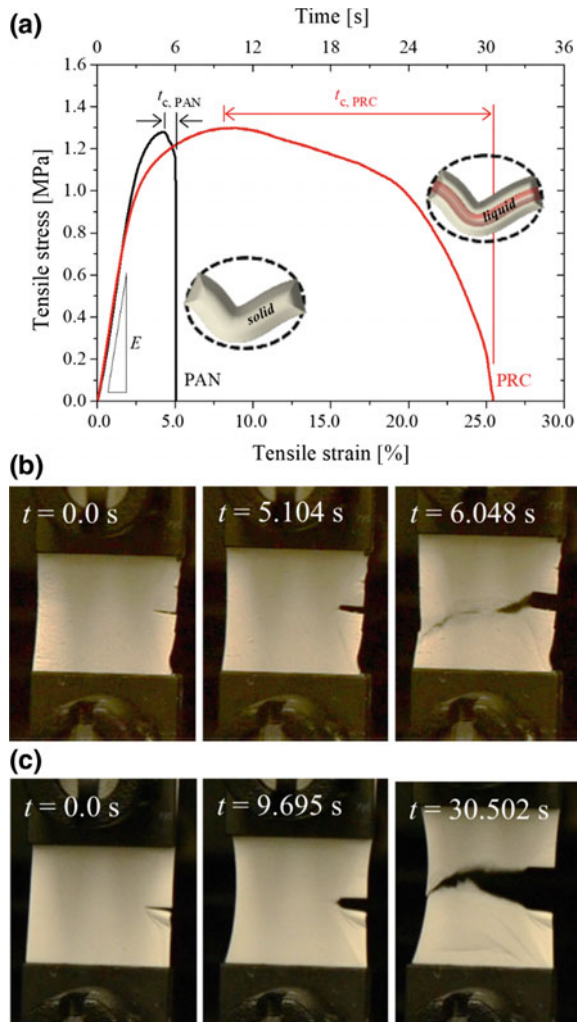 (a)
Time [s]
0 6 12 18 24 30 36
1.6
1.4
1.2
1.0
0.8
0.6
0.4
0.2
0.0
Tensile stress [MPa]
tc, PAN
tc, PRC
liquid
solid
E
PAN
PRC
0.0 5.0 10.0 15.0 20.0 25.0 30.0
Tensile strain [%]
(b)
t = 0.0 s
t = 5.104 s
t = 6.048 s
(c)
t = 0.0 s
t = 9.695 s
t = 30.502 s